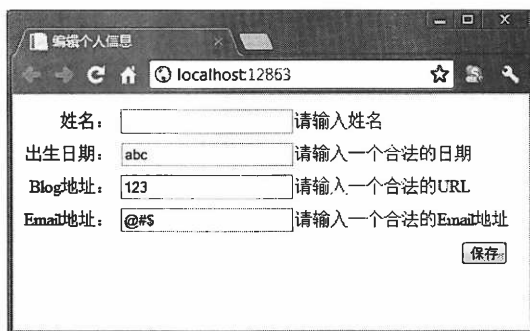 编辑个人信息
localhost:12863
姓名： 请输入姓名
出生日期： abc 请输入一个合法的日期
Blog地址： 123 请输入一个合法的URL
Email地址： @#$ 请输入一个合法的Email地址
保存